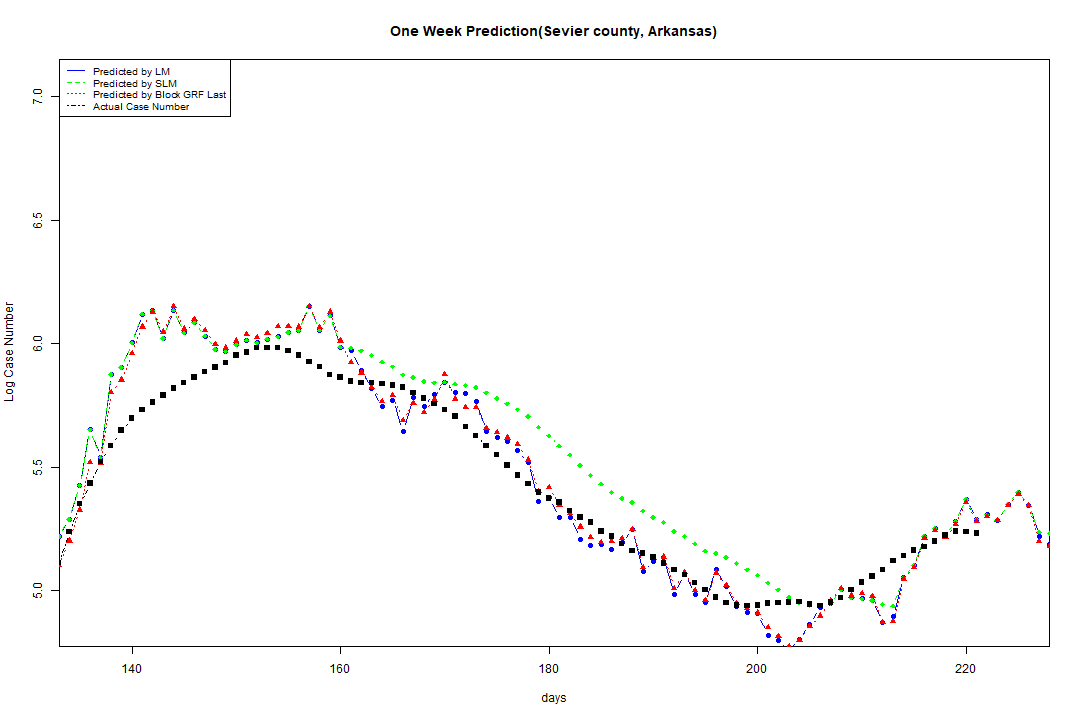 One Week Prediction(Sevier county, Arkansas)
Predicted by LM
Predicted by SLM
Predicted by Block GRF Last
Actual Case Number
7.0
6.5
6.0
5.5
5.0
Log Case Number
140 160 180 200 220
days